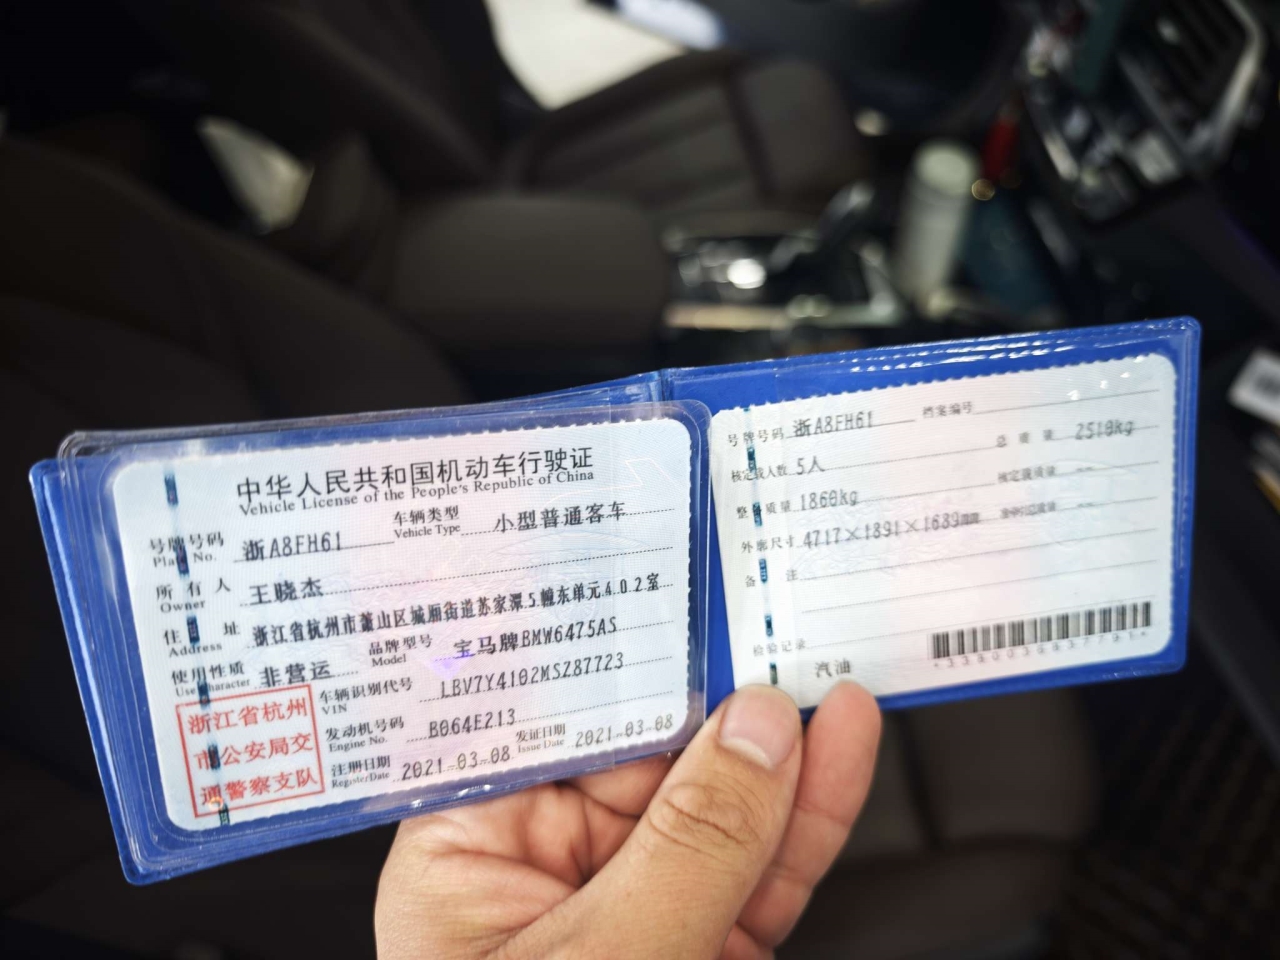 中华人民共和国机动车行驶证
Vehicle License of the People's Republic of China
号牌号码 浙A8FH61 车辆类型 小型普通客车
Plate No. Vehicle Type
所有人 王晓杰
Owner
住址 浙江省杭州市萧山区城厢街道苏家潭5幢东单元402室
Address
使用性质 非营运 品牌型号 宝马牌BMW6475AS
Use Character Model
车辆识别代号 LBV7Y4102MSZ87723
VIN
发动机号码 B064E213
Engine No.
注册日期 2021-03-08 发证日期 2021-03-08
Register Date Issue Date
浙江省杭州
市公安局交
通警察支队
号牌号码 浙A8FH61 档案编号
核定载人数 5人 总质量 2510kg
整备质量 1860kg 核定载质量 --
外廓尺寸 4717×1891×1689mm --
备注
检验记录
汽油